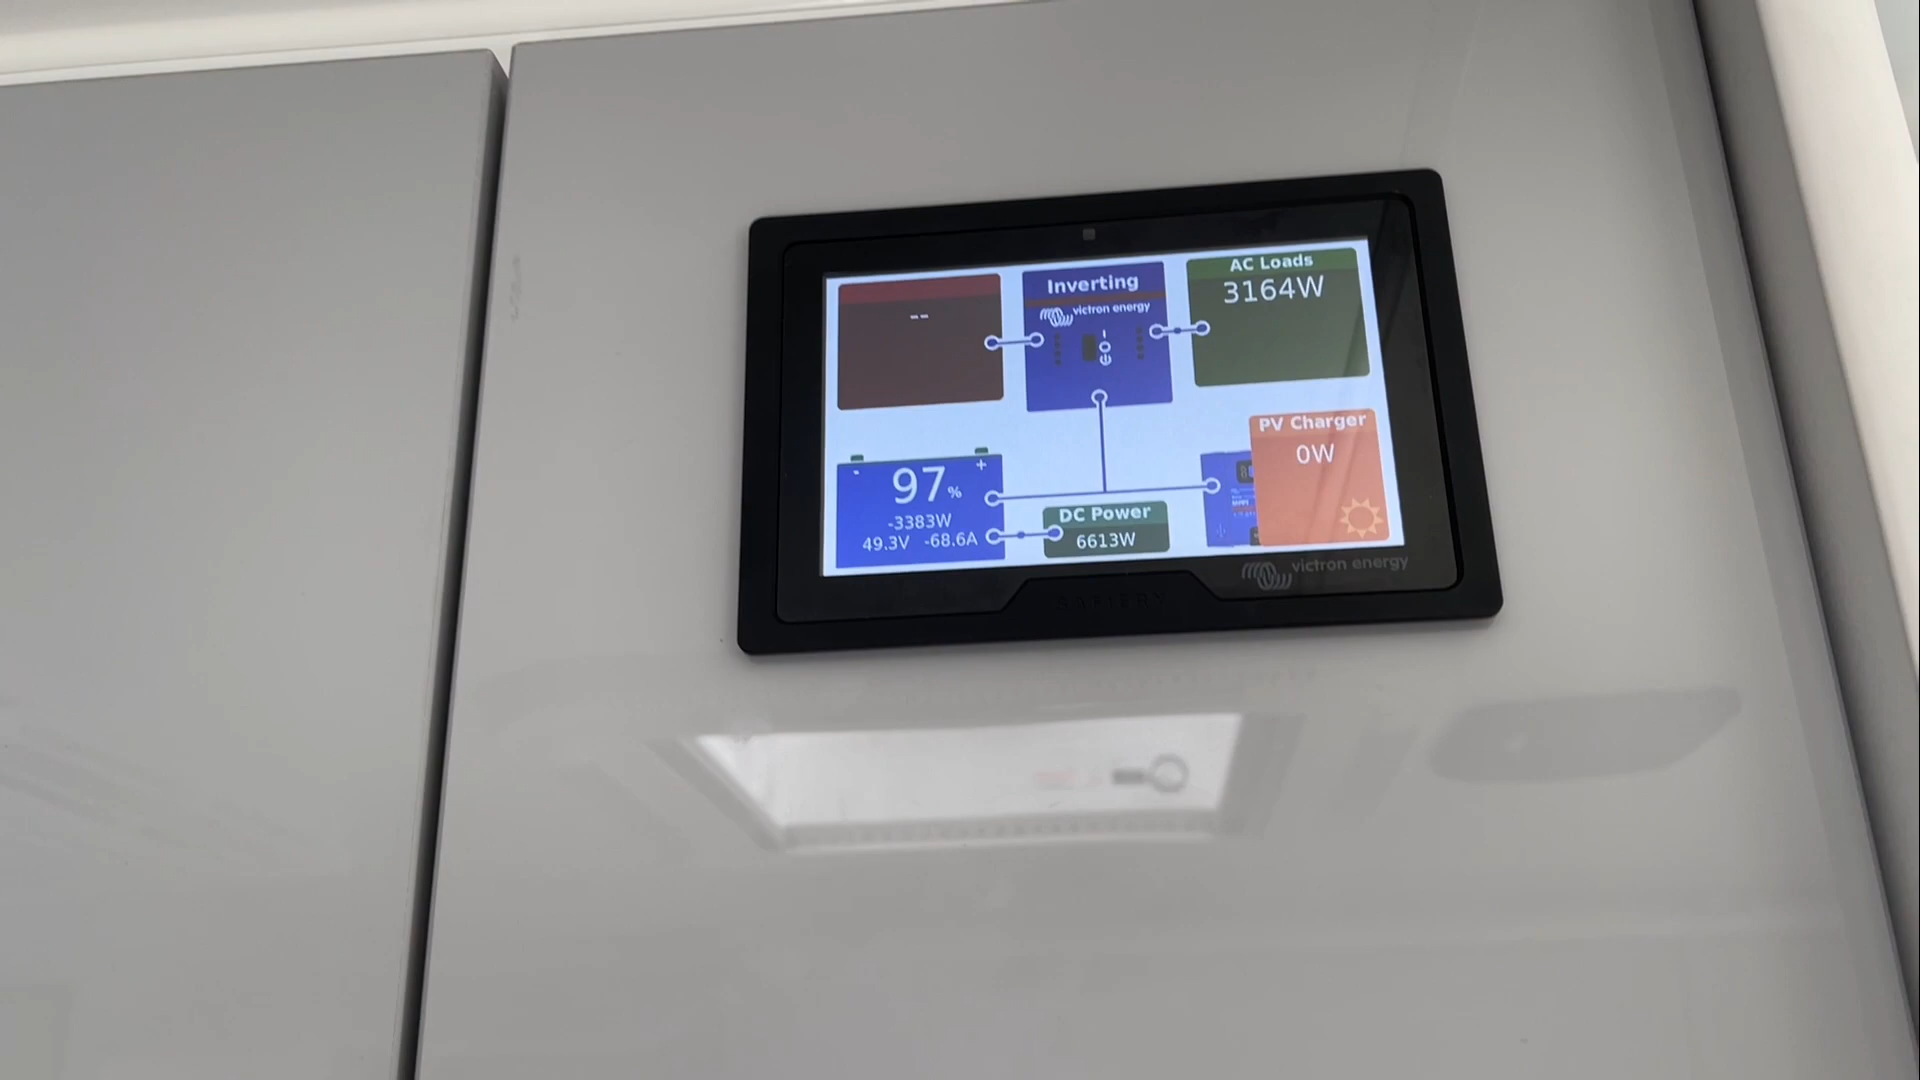 --
Inverting
victron energy
AC Loads
3164W
97%
-3383W
49.3V -68.6A
DC Power
6613W
PV Charger
0W
victron energy